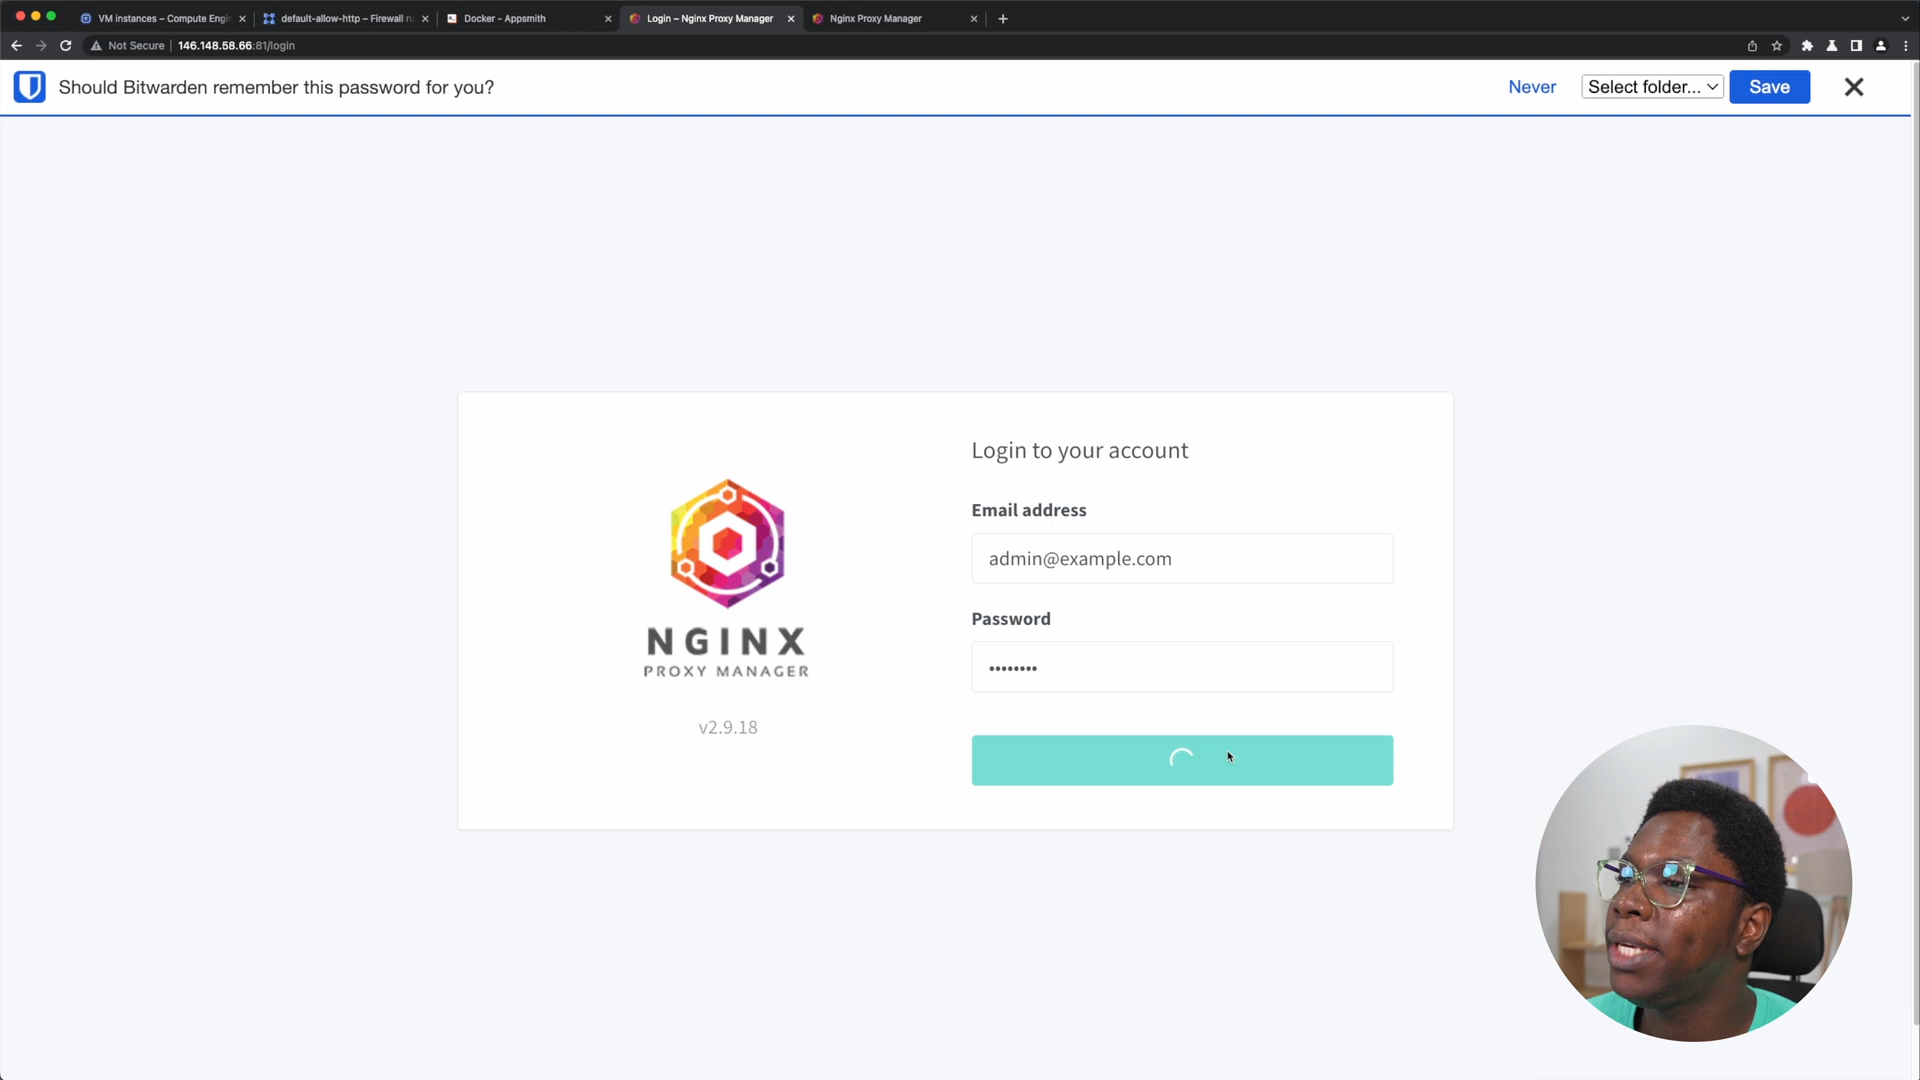 VM instances – Compute Engin
default-allow-http – Firewall ru
Docker - Appsmith
Login – Nginx Proxy Manager
Nginx Proxy Manager
Not Secure
146.148.58.66:81/login
Should Bitwarden remember this password for you?
Never
Select folder...
Save
Login to your account
Email address
admin@example.com
Password
••••••••
NGINX
PROXY MANAGER
v2.9.18